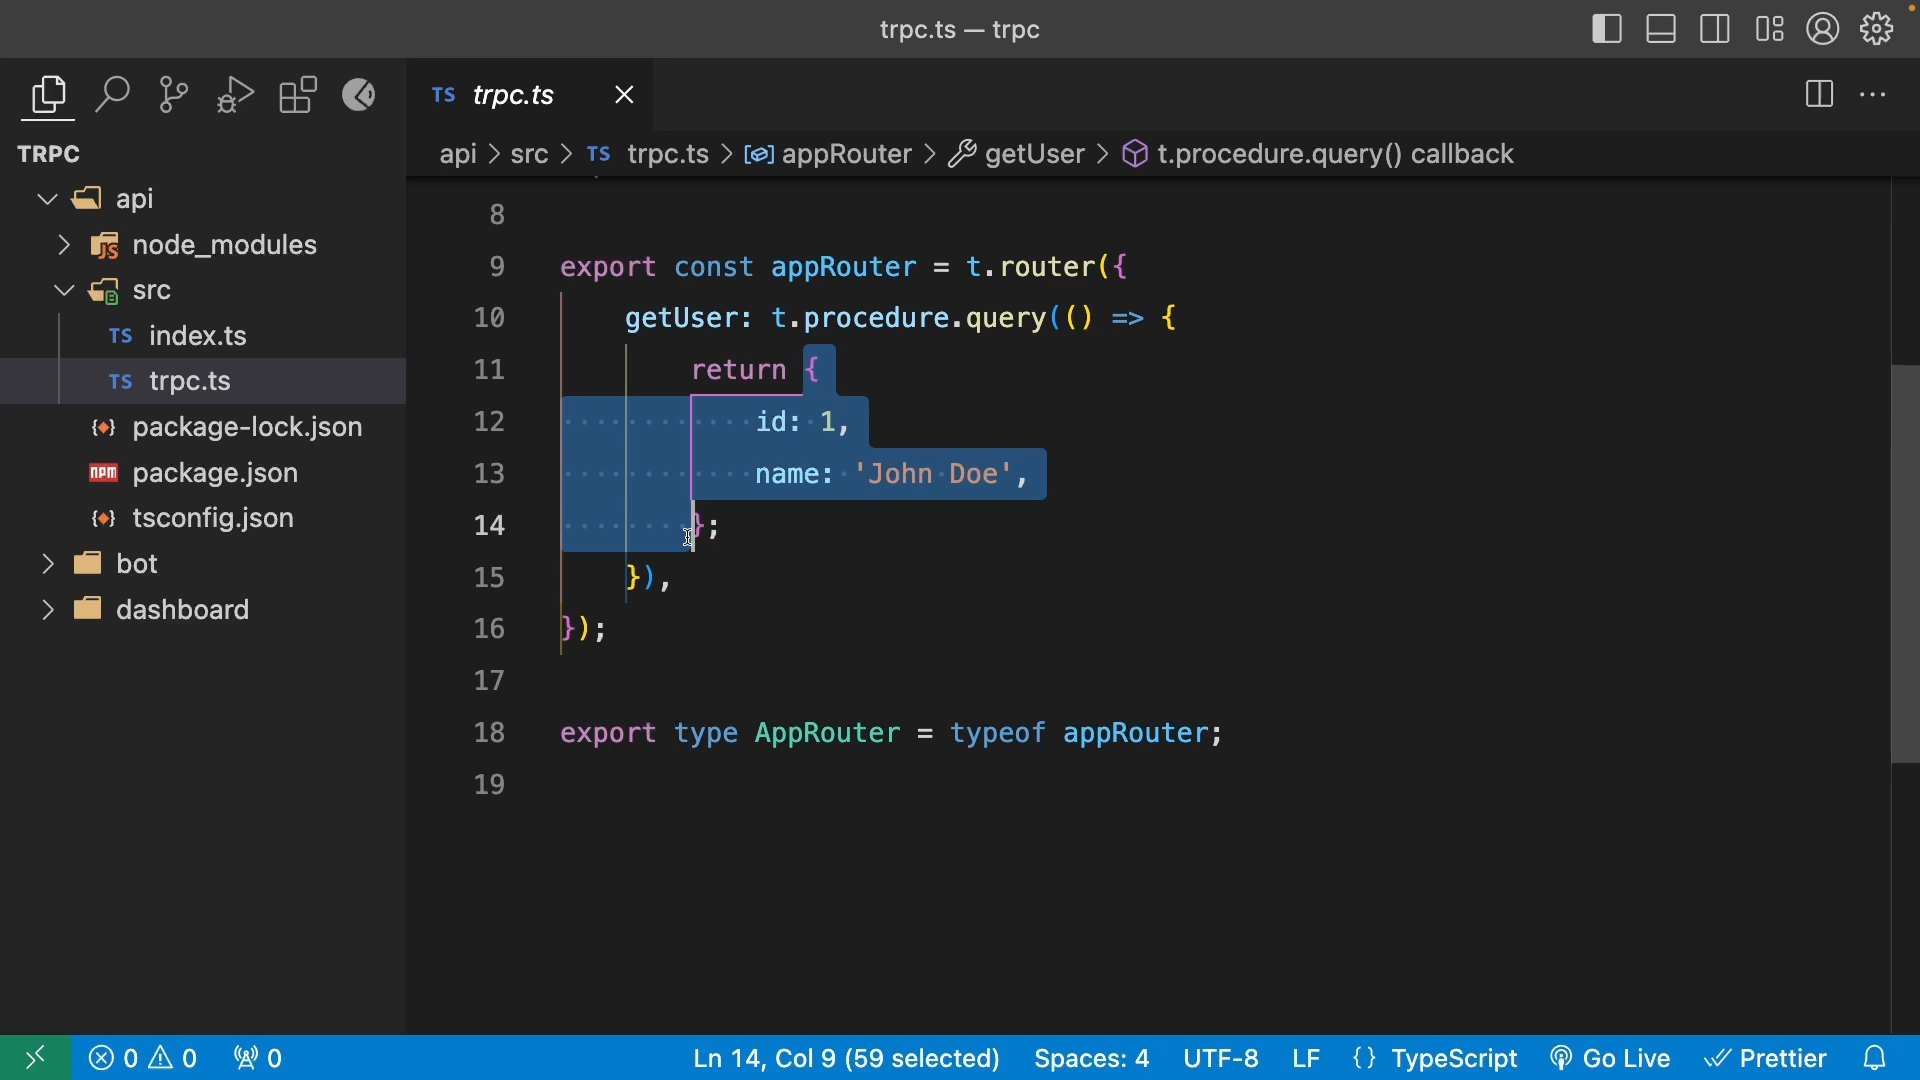 trpc.ts — trpc
TS trpc.ts
TRPC
api > src > TS trpc.ts > appRouter > getUser > t.procedure.query() callback
api
node_modules
src
TS index.ts
TS trpc.ts
package-lock.json
package.json
tsconfig.json
bot
dashboard
8
9 export const appRouter = t.router({
10 getUser: t.procedure.query(() => {
11 return {
12 id: 1,
13 name: 'John Doe',
14 };
15 }),
16 });
17
18 export type AppRouter = typeof appRouter;
19
0 0 0 Ln 14, Col 9 (59 selected) Spaces: 4 UTF-8 LF {} TypeScript Go Live Prettier